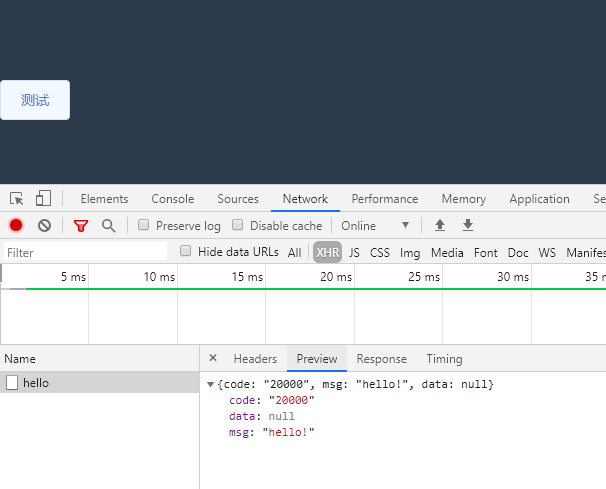 测试
Elements Console Sources Network Performance Memory Application Se
Preserve log Disable cache Online
Filter Hide data URLs All XHR JS CSS Img Media Font Doc WS Manifes
5 ms 10 ms 15 ms 20 ms 25 ms 30 ms 35 m
Name × Headers Preview Response Timing
hello
{code: "20000", msg: "hello!", data: null}
code: "20000"
data: null
msg: "hello!"